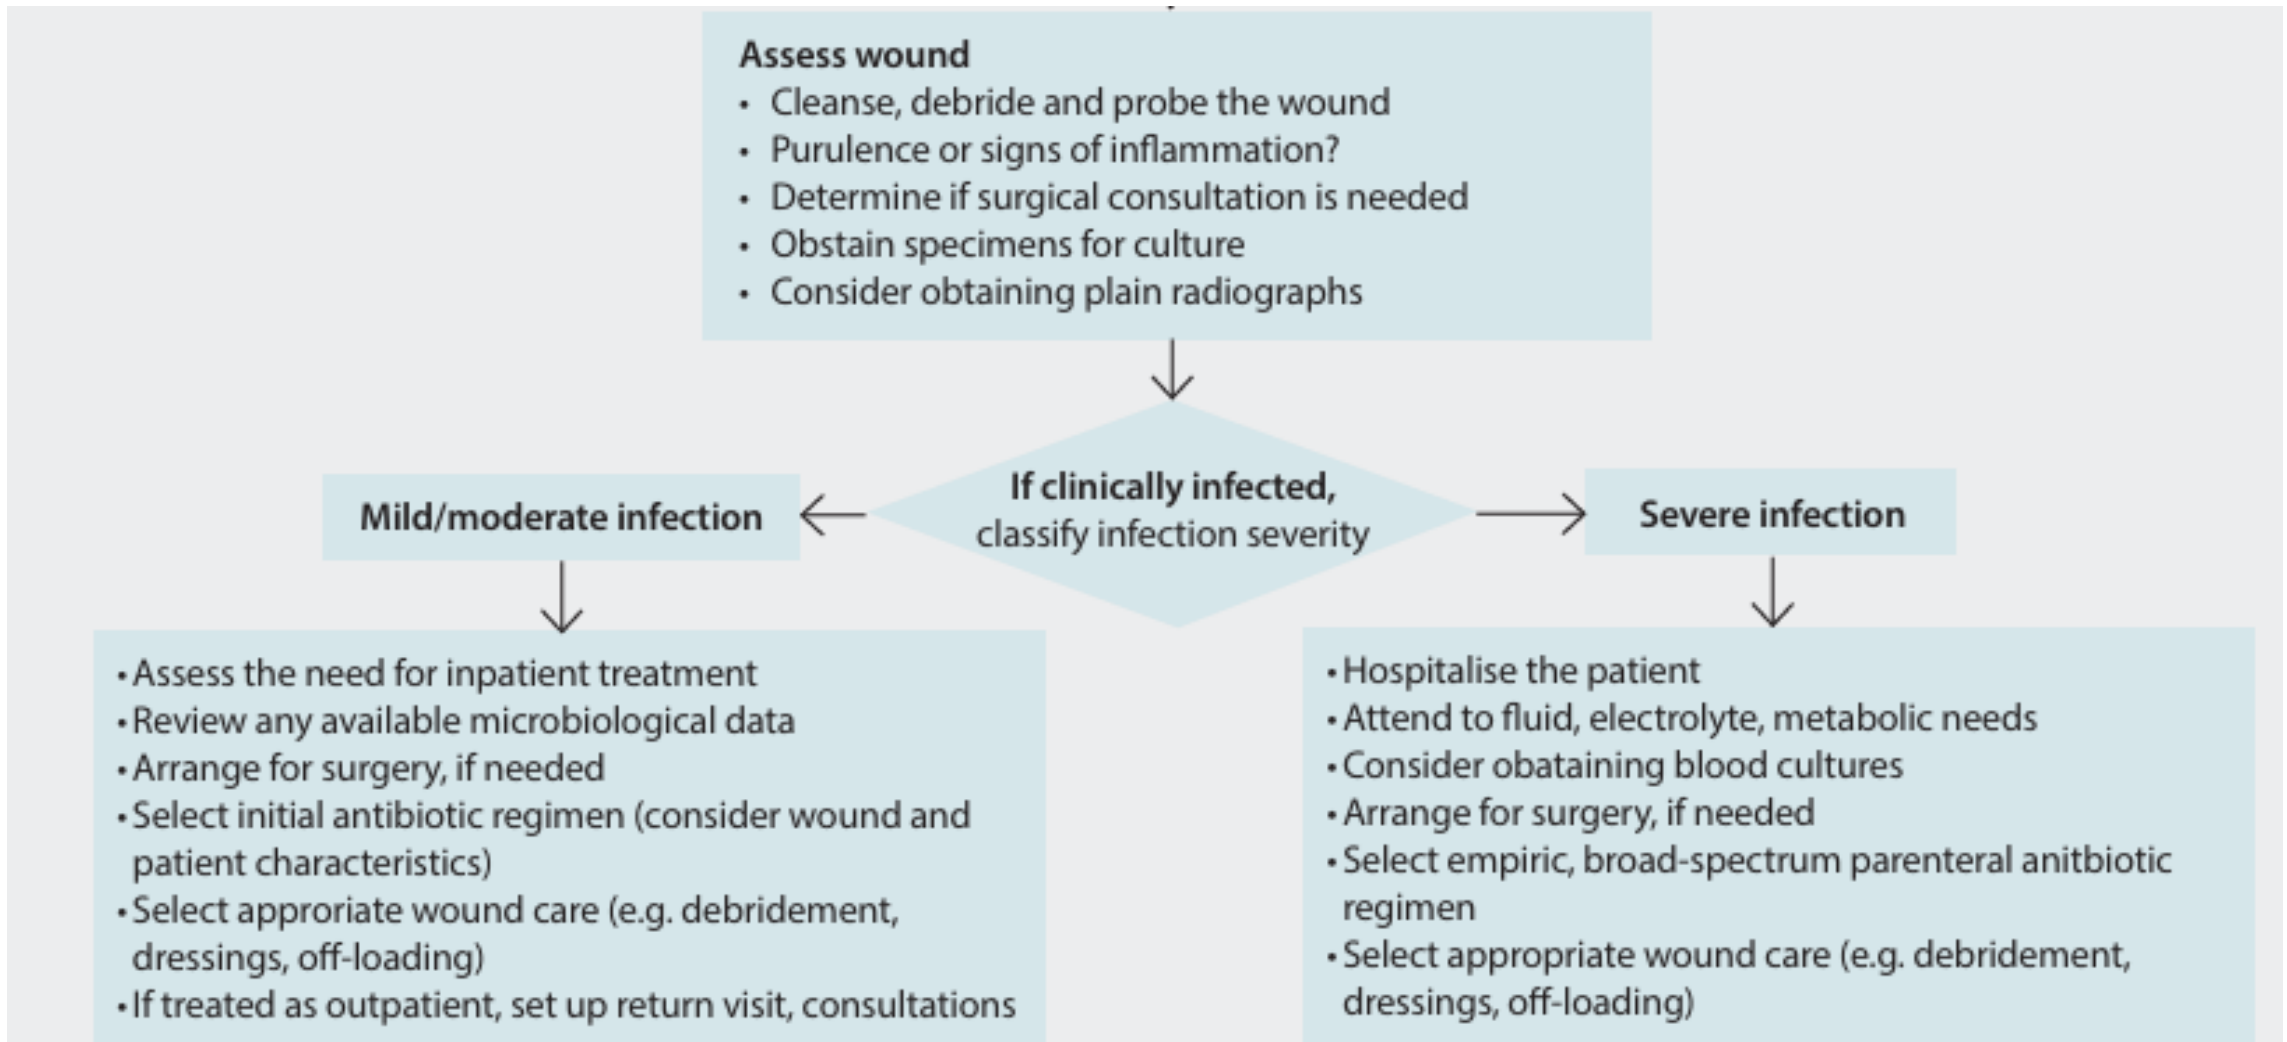 Assess wound
• Cleanse, debride and probe the wound
• Purulence or signs of inflammation?
• Determine if surgical consultation is needed
• Obstain specimens for culture
• Consider obtaining plain radiographs
If clinically infected,
classify infection severity
Mild/moderate infection
• Assess the need for inpatient treatment
• Review any available microbiological data
• Arrange for surgery, if needed
• Select initial antibiotic regimen (consider wound and
patient characteristics)
• Select approriate wound care (e.g. debridement,
dressings, off-loading)
• If treated as outpatient, set up return visit, consultations
Severe infection
• Hospitalise the patient
• Attend to fluid, electrolyte, metabolic needs
• Consider obataining blood cultures
• Arrange for surgery, if needed
• Select empiric, broad-spectrum parenteral anitbiotic
regimen
• Select appropriate wound care (e.g. debridement,
dressings, off-loading)